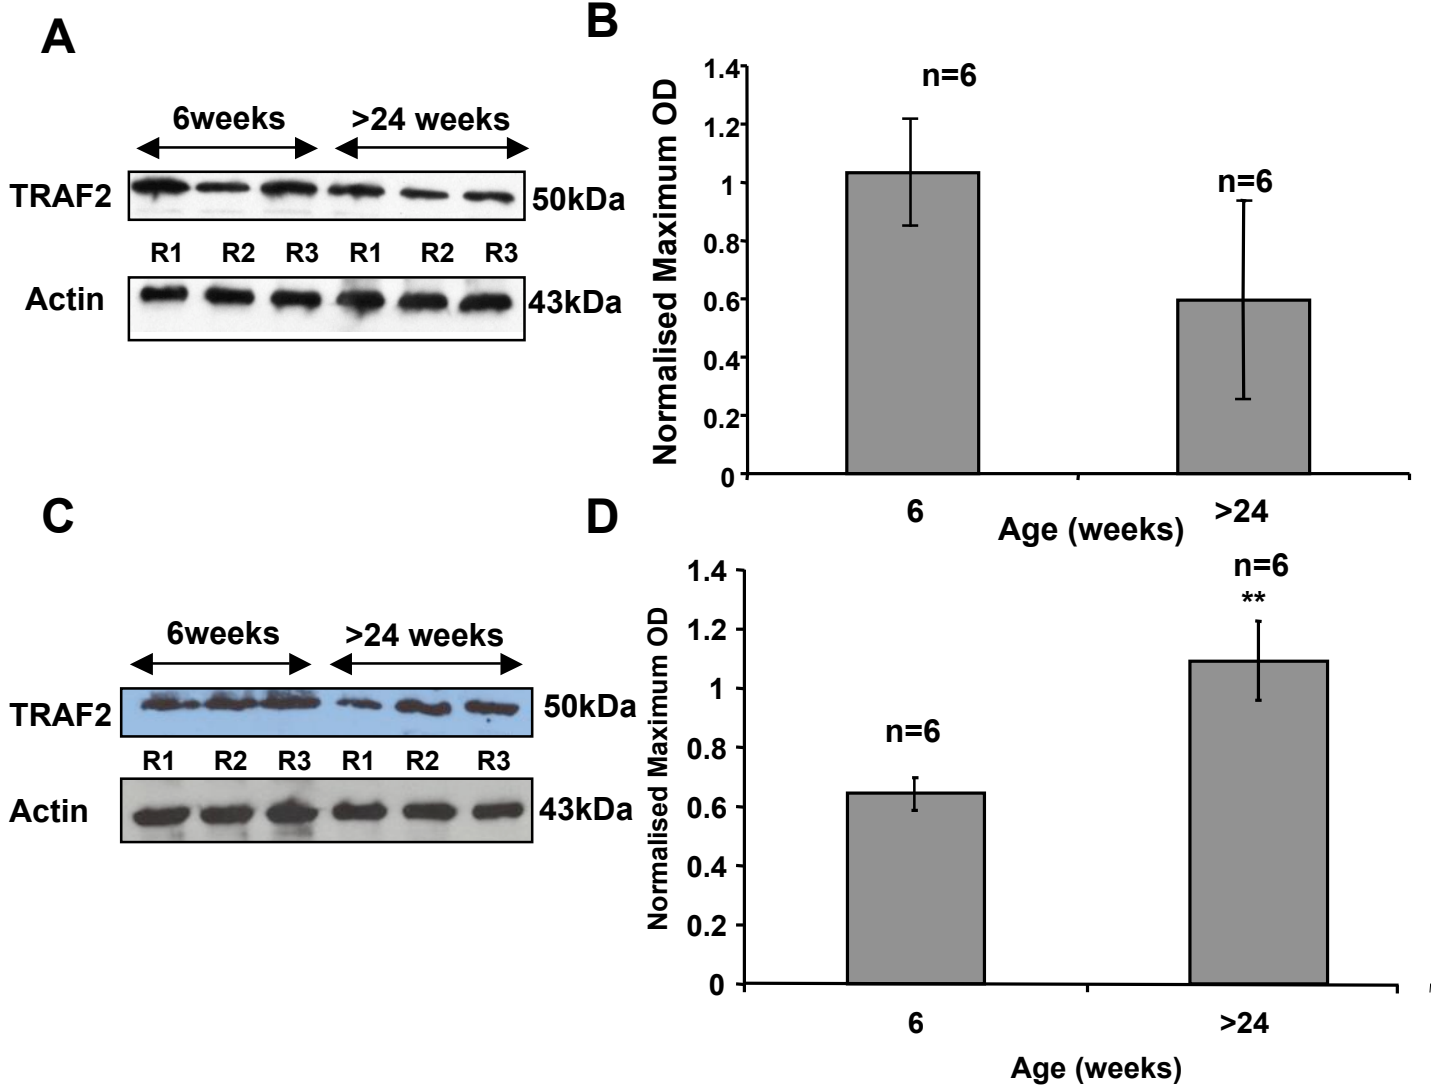 A
6weeks
>24 weeks
TRAF2
50kDa
R1 R2 R3 R1 R2 R3
Actin
43kDa
B
Normalised Maximum OD
1.4
1.2
1
0.8
0.6
0.4
0.2
0
n=6
n=6
6
>24
Age (weeks)
C
6weeks
>24 weeks
TRAF2
50kDa
R1 R2 R3 R1 R2 R3
Actin
43kDa
D
Normalised Maximum OD
1.4
1.2
1
0.8
0.6
0.4
0.2
0
n=6
n=6
**
6
>24
Age (weeks)